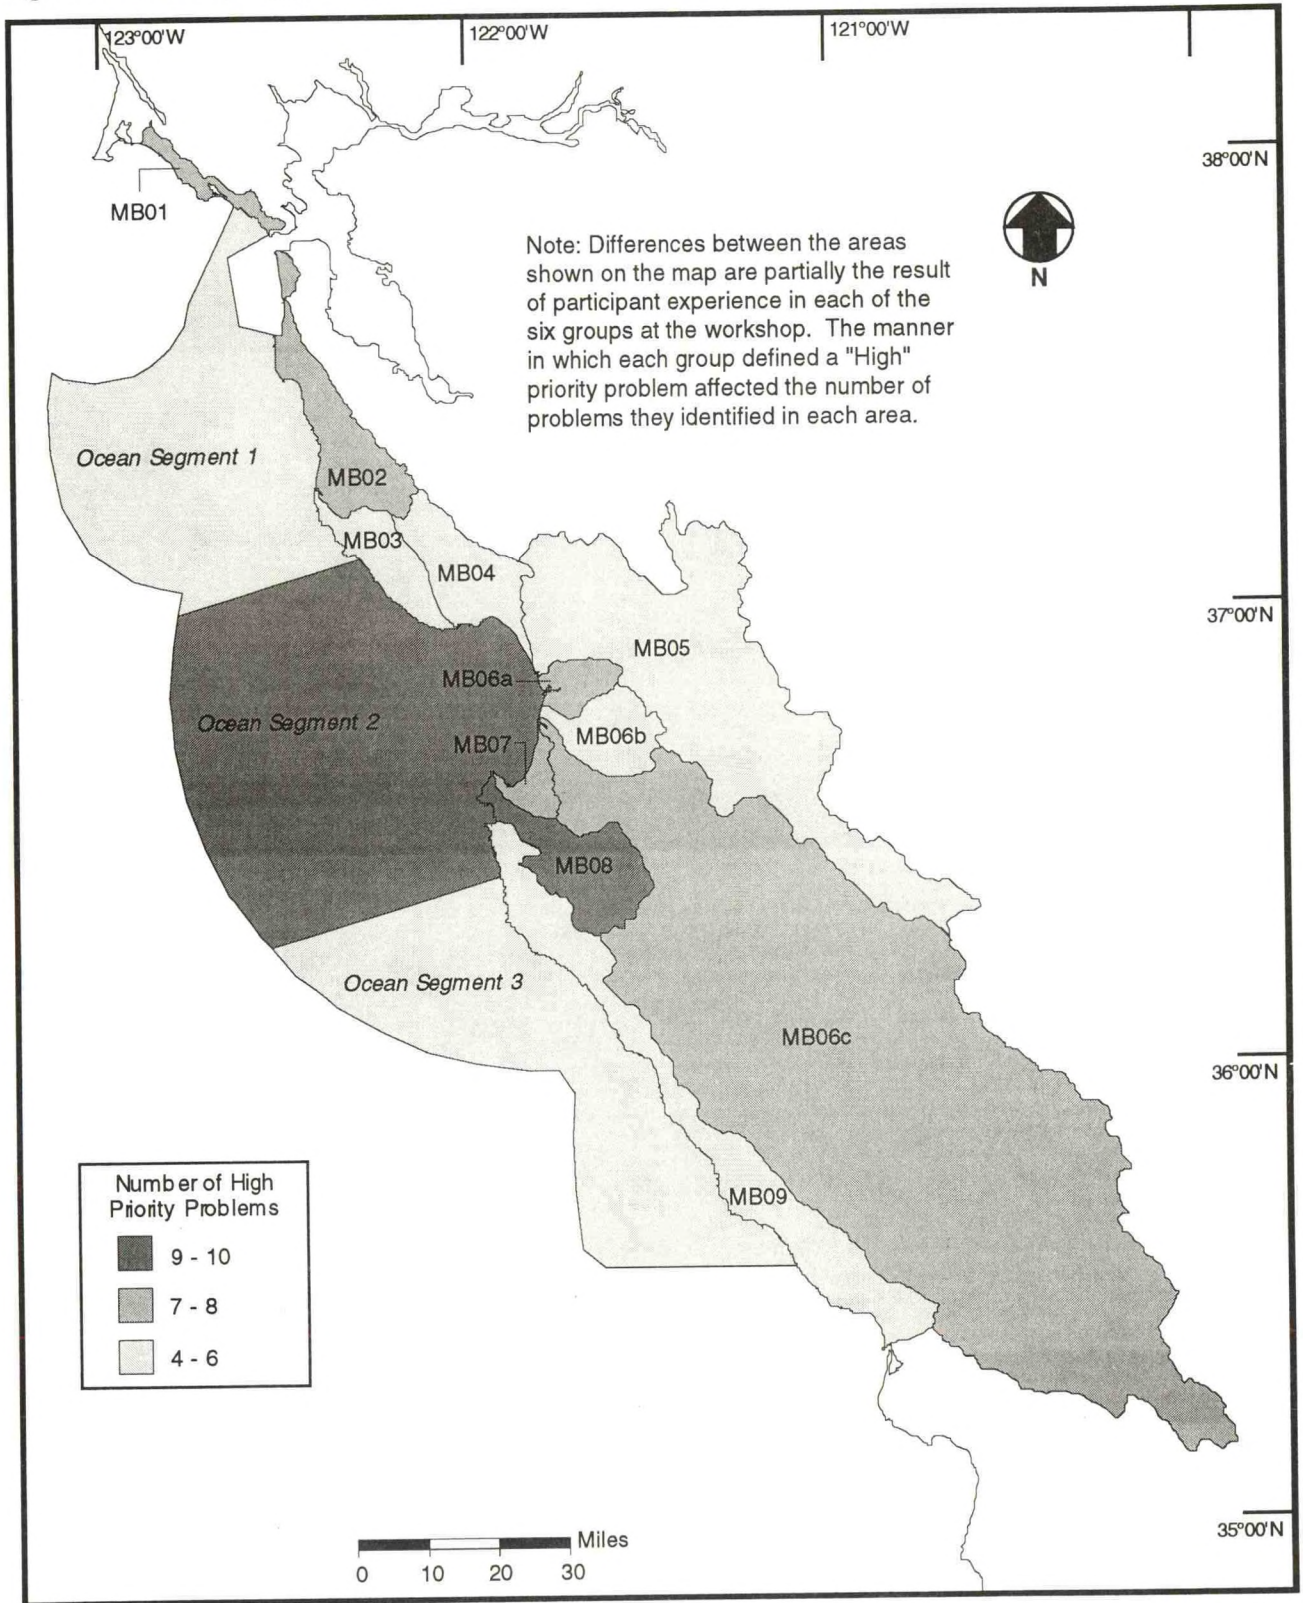 123°00'W
122°00'W
121°00'W
38°00'N
MB01
N
Note: Differences between the areas
shown on the map are partially the result
of participant experience in each of the
six groups at the workshop. The manner
in which each group defined a "High"
priority problem affected the number of
problems they identified in each area.
Ocean Segment 1
MB02
MB03
MB04
37°00'N
MB05
MB06a
Ocean Segment 2
MB06b
MB07
MB08
Ocean Segment 3
MB06c
36°00'N
MB09
Number of High
Priority Problems
9 - 10
7 - 8
4 - 6
35°00'N
Miles
0 10 20 30